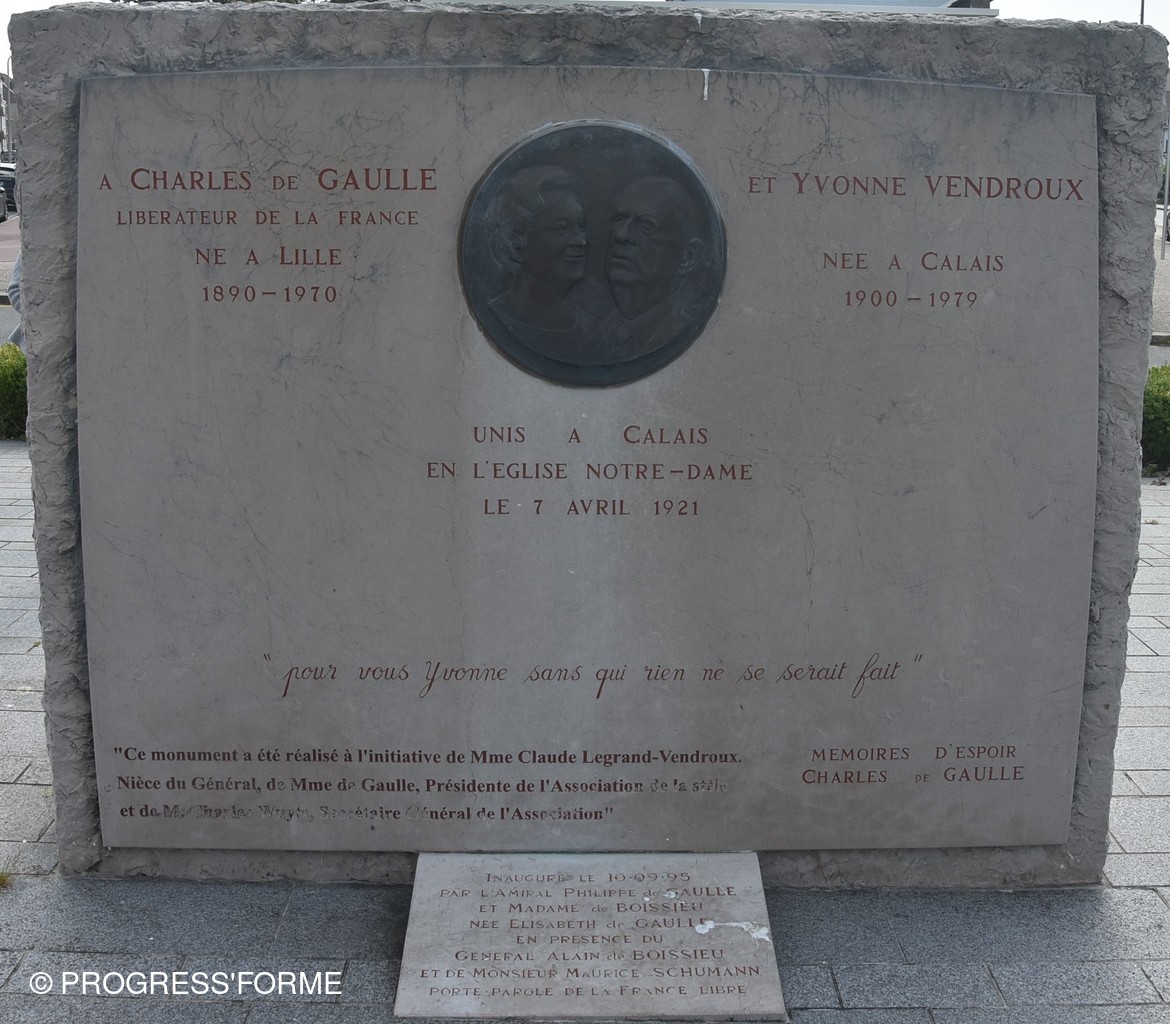 A CHARLES DE GAULLE
LIBERATEUR DE LA FRANCE
NE A LILLE
1890-1970
ET YVONNE VENDROUX
NEE A CALAIS
1900-1979
UNIS A CALAIS
EN L'EGLISE NOTRE-DAME
LE 7 AVRIL 1921
"pour vous Yvonne sans qui rien ne se serait fait"
"Ce monument a été réalisé à l'initiative de Mme Claude Legrand-Vendroux.
Nièce du Général, de Mme de Gaulle, Présidente de l'Association de la stèle
et de M. Charles Wuyts, Secrétaire Général de l'Association"
MEMOIRES D'ESPOIR
CHARLES DE GAULLE
INAUGURE LE 10-09-95
PAR L'AMIRAL PHILIPPE de GAULLE
ET MADAME de BOISSIEU
NEE ELISABETH de GAULLE
EN PRESENCE DU
GENERAL ALAIN de BOISSIEU
ET DE MONSIEUR MAURICE SCHUMANN
PORTE-PAROLE DE LA FRANCE LIBRE
© PROGRESS'FORME